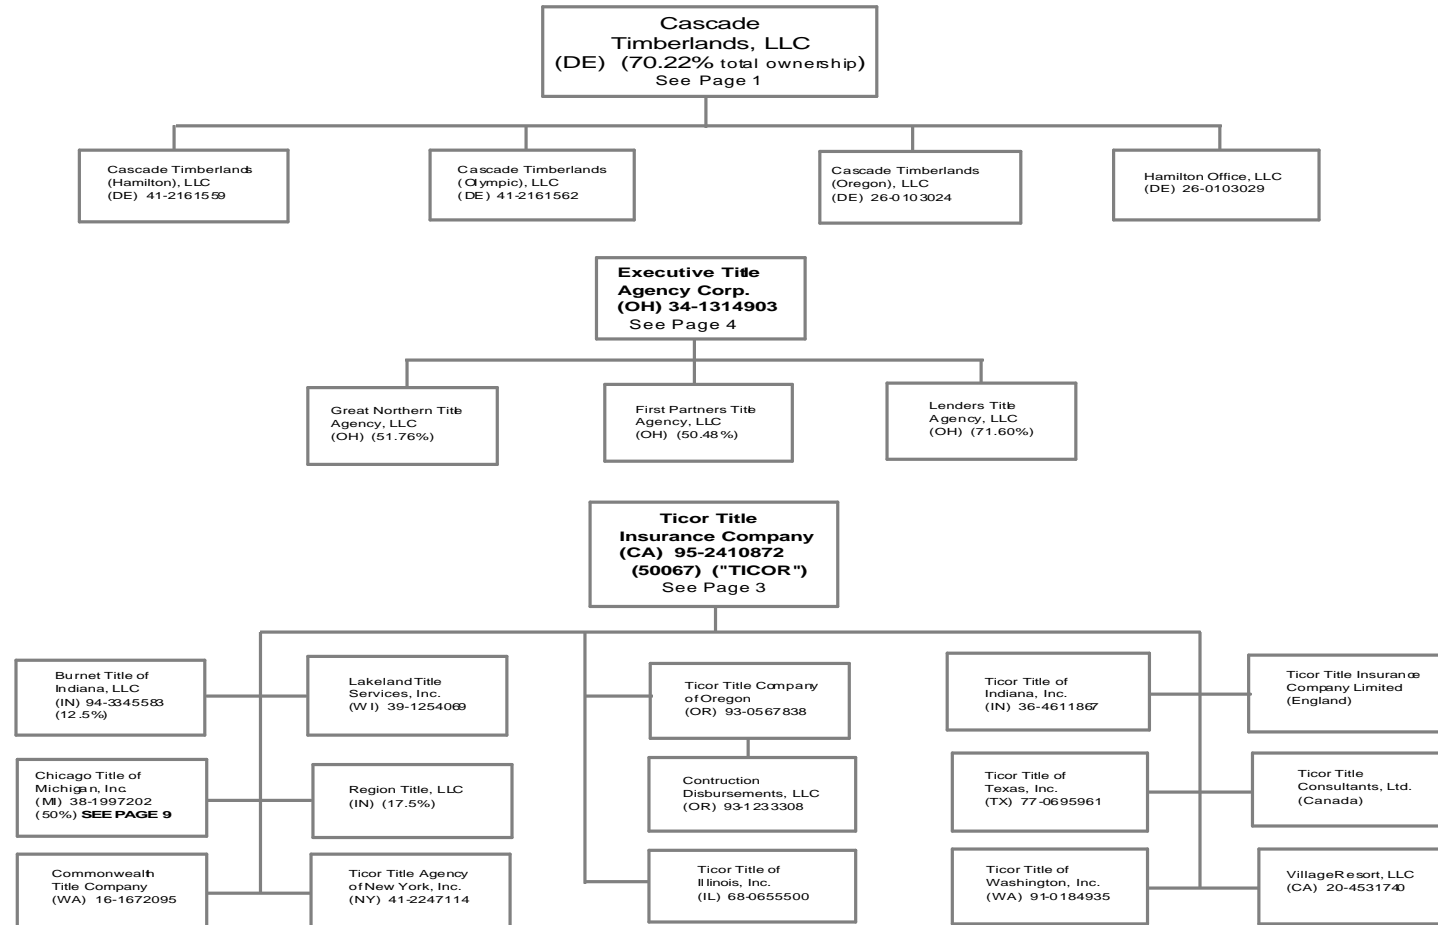 Cascade
Timberlands, LLC
(DE) (70.22% total ownership)
See Page 1
Cascade Timberlands
(Hamilton), LLC
(DE) 41-2161559
Cascade Timberlands
(Olympic), LLC
(DE) 41-2161562
Cascade Timberlands
(Oregon), LLC
(DE) 26-0103024
Hamilton Office, LLC
(DE) 26-0103029
Executive Title
Agency Corp.
(OH) 34-1314903
See Page 4
Great Northern Title
Agency, LLC
(OH) (51.76%)
First Partners Title
Agency, LLC
(OH) (50.48%)
Lenders Title
Agency, LLC
(OH) (71.60%)
Ticor Title
Insurance Company
(CA) 95-2410872
(50067) ("TICOR")
See Page 3
Burnet Title of
Indiana, LLC
(IN) 94-3345583
(12.5%)
Lakeland Title
Services, Inc.
(WI) 39-1254069
Ticor Title Company
of Oregon
(OR) 93-0567838
Ticor Title of
Indiana, Inc.
(IN) 36-4611867
Ticor Title Insurance
Company Limited
(England)
Chicago Title of
Michigan, Inc.
(MI) 38-1997202
(50%) SEE PAGE 9
Region Title, LLC
(IN) (17.5%)
Contruction
Disbursements, LLC
(OR) 93-1233308
Ticor Title of
Texas, Inc.
(TX) 77-0695961
Ticor Title
Consultants, Ltd.
(Canada)
Commonwealth
Title Company
(WA) 16-1672095
Ticor Title Agency
of New York, Inc.
(NY) 41-2247114
Ticor Title of
Illinois, Inc.
(IL) 68-0655500
Ticor Title of
Washington, Inc.
(WA) 91-0184935
Village Resort, LLC
(CA) 20-4531740